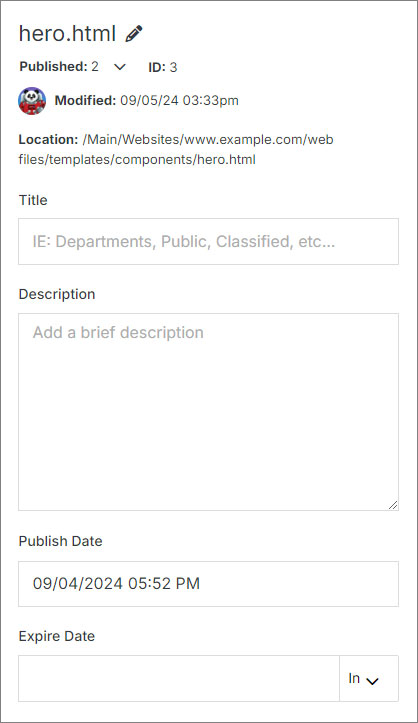 hero.html
Published: 2 ID: 3
Modified: 09/05/24 03:33pm
Location: /Main/Websites/www.example.com/web
files/templates/components/hero.html
Title
IE: Departments, Public, Classified, etc...
Description
Add a brief description
Publish Date
09/04/2024 05:52 PM
Expire Date
In